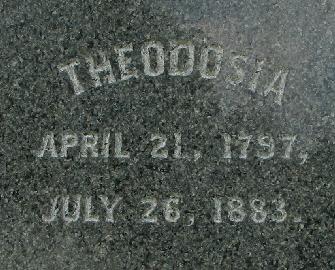 THEODOSIA
APRIL 21, 1797,
JULY 26, 1883.